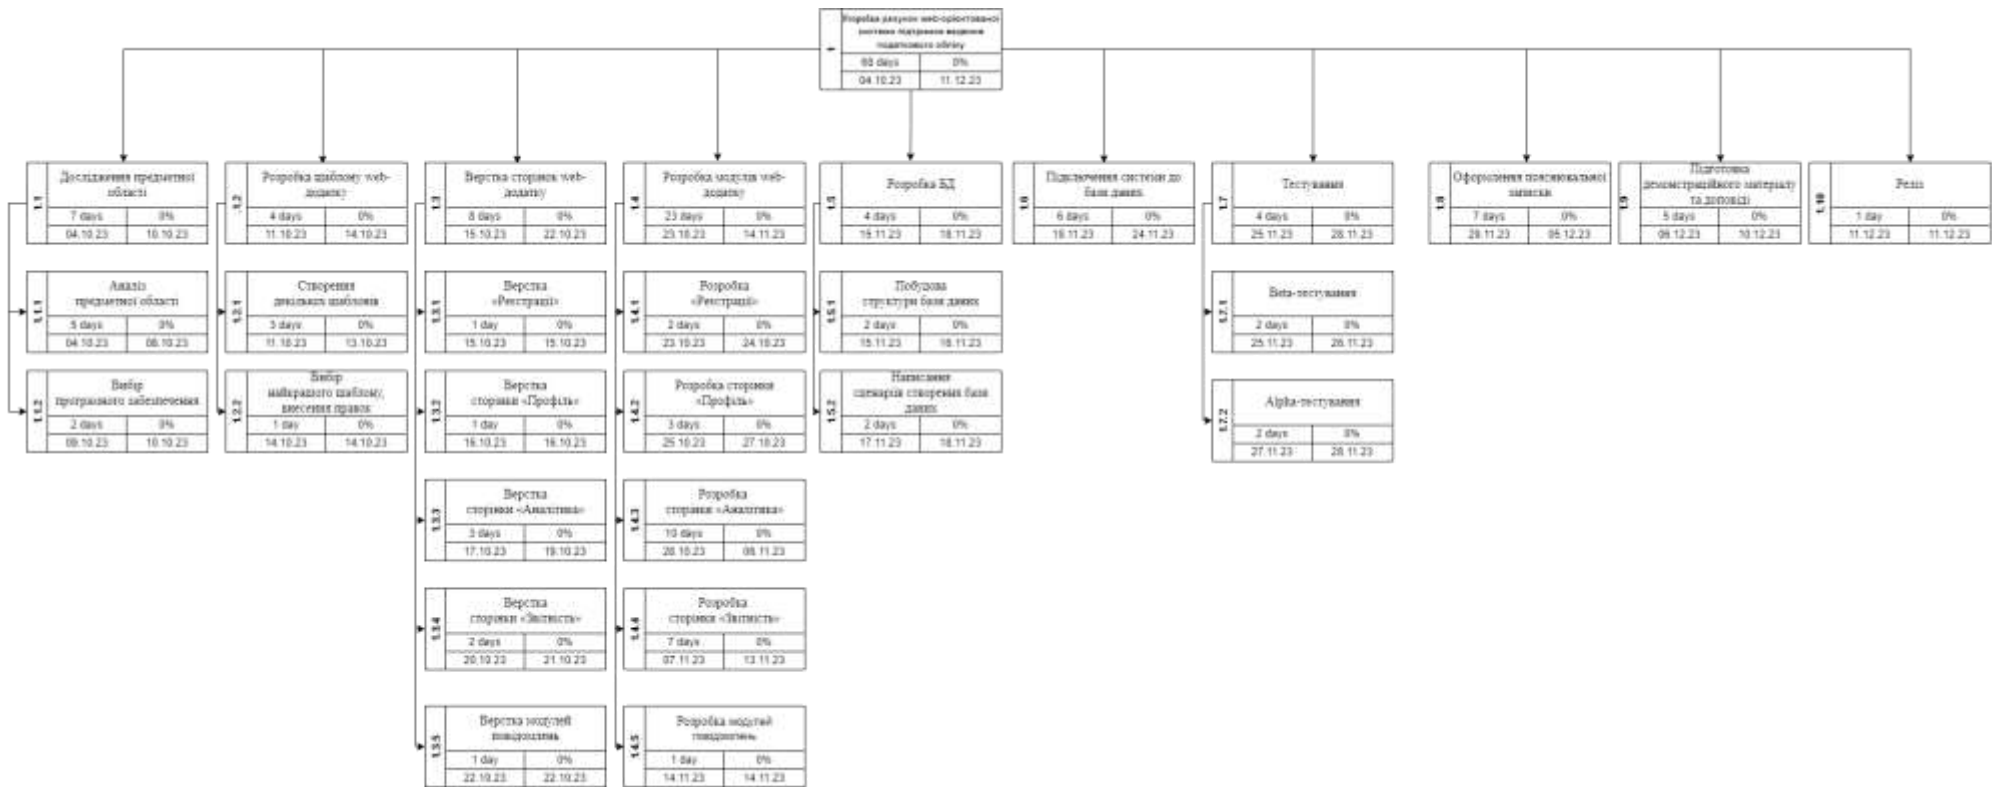 1
системи підтримки ведення
податкового обліку
68 days 0%
04.10.23 11.12.23
1.1
Дослідження предметної
області
7 days 0%
04.10.23 10.10.23
1.2
Розробка шаблону web-
додатку
4 days 0%
11.10.23 14.10.23
1.3
Верстка сторінок web-
додатку
8 days 0%
15.10.23 22.10.23
1.4
Розробка модулів web-
додатку
23 days 0%
23.10.23 14.11.23
1.5
Розробка БД
4 days 0%
15.11.23 18.11.23
1.6
Підключення системи до
бази даних
6 days 0%
19.11.23 24.11.23
1.7
Тестування
4 days 0%
25.11.23 28.11.23
1.8
Оформлення пояснювальної
записки
7 days 0%
29.11.23 05.12.23
1.9
Підготовка
демонстраційного матеріалу
та доповіді
5 days 0%
06.12.23 10.12.23
1.10
Реліз
1 day 0%
11.12.23 11.12.23
1.1.1
Аналіз
предметної області
5 days 0%
04.10.23 08.10.23
1.2.1
Створення
декількох шаблонів
3 days 0%
11.10.23 13.10.23
1.3.1
Верстка
«Реєстрації»
1 day 0%
15.10.23 15.10.23
1.4.1
Розробка
«Реєстрації»
2 days 0%
23.10.23 24.10.23
1.5.1
Побудова
структури бази даних
2 days 0%
15.11.23 16.11.23
1.7.1
Beta-тестування
2 days 0%
25.11.23 26.11.23
1.1.2
Вибір
програмного забезпечення
2 days 0%
09.10.23 10.10.23
1.2.2
Вибір
найкращого шаблону,
внесення правок
1 day 0%
14.10.23 14.10.23
1.3.2
Верстка
сторінки «Профіль»
1 day 0%
16.10.23 16.10.23
1.4.2
Розробка сторінки
«Профіль»
3 days 0%
25.10.23 27.10.23
1.5.2
Написання
сценарів створення бази
даних
2 days 0%
17.11.23 18.11.23
1.7.2
Alpha-тестування
2 days 0%
27.11.23 28.11.23
1.3.3
Верстка
сторінки «Аналітика»
3 days 0%
17.10.23 19.10.23
1.4.3
Розробка
сторінки «Аналітика»
10 days 0%
28.10.23 06.11.23
1.3.4
Верстка
сторінки «Звітність»
2 days 0%
20.10.23 21.10.23
1.4.4
Розробка
сторінки «Звітність»
7 days 0%
07.11.23 13.11.23
1.3.5
Верстка модулей
повідомлень
1 day 0%
22.10.23 22.10.23
1.4.5
Розробка модулей
повідомлень
1 day 0%
14.11.23 14.11.23